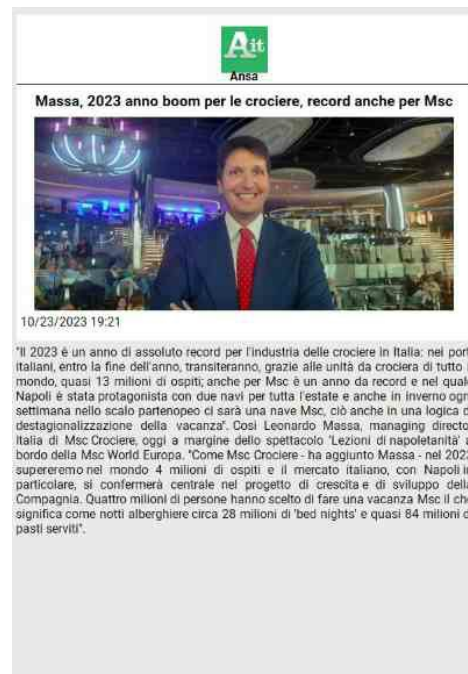 Ait
Ansa
Massa, 2023 anno boom per le crociere, record anche per Msc
10/23/2023 19:21
"Il 2023 è un anno di assoluto record per l'industria delle crociere in Italia: nei port
italiani, entro la fine dell'anno, transiteranno, grazie alle unità da crociera di tutto
mondo, quasi 13 milioni di ospiti; anche per Msc è un anno da record e nel quale
Napoli è stata protagonista con due navi per tutta l'estate e anche in inverno ogn
settimana nello scalo partenopeo ci sarà una nave Msc, ciò anche in una logica d
destagionalizzazione della vacanza". Così Leonardo Massa, managing director
Italia di Msc Crociere, oggi a margine dello spettacolo 'Lezioni di napoletanità' a
bordo della Msc World Europa. "Come Msc Crociere - ha aggiunto Massa - nel 2023
supereremo nel mondo 4 milioni di ospiti e il mercato italiano, con Napoli in
particolare, si confermerà centrale nel progetto di crescita e di sviluppo della
Compagnia. Quattro milioni di persone hanno scelto di fare una vacanza Msc il che
significa come notti alberghiere circa 28 milioni di 'bed nights' e quasi 84 milioni d
pasti serviti".